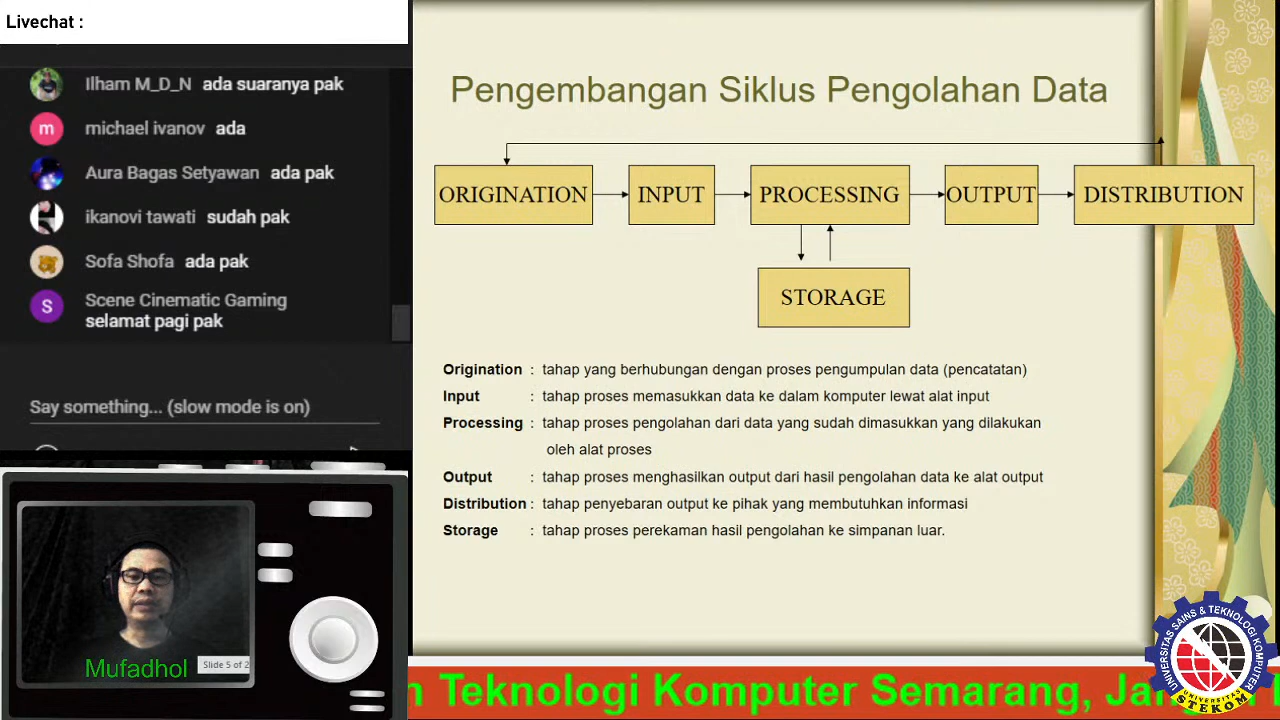 Livechat :
Ilham M_D_N ada suaranya pak
michael ivanov ada
Aura Bagas Setyawan ada pak
ikanovi tawati sudah pak
Sofa Shofa ada pak
S
Scene Cinematic Gaming
selamat pagi pak
m
Say something... (slow mode is on)
Mufadhol
Slide 5 of 2
Pengembangan Siklus Pengolahan Data
ORIGINATION
INPUT
PROCESSING
OUTPUT
DISTRIBUTION
STORAGE
Origination : tahap yang berhubungan dengan proses pengumpulan data (pencatatan)
Input : tahap proses memasukkan data ke dalam komputer lewat alat input
Processing : tahap proses pengolahan dari data yang sudah dimasukkan yang dilakukan
oleh alat proses
Output : tahap proses menghasilkan output dari hasil pengolahan data ke alat output
Distribution : tahap penyebaran output ke pihak yang membutuhkan informasi
Storage : tahap proses perekaman hasil pengolahan ke simpanan luar.
UNIVERSITAS SAINS & TEKNOLOGI KOMPUTER
UNIVERSITAS
STEKOM
Teknologi Komputer Semarang,